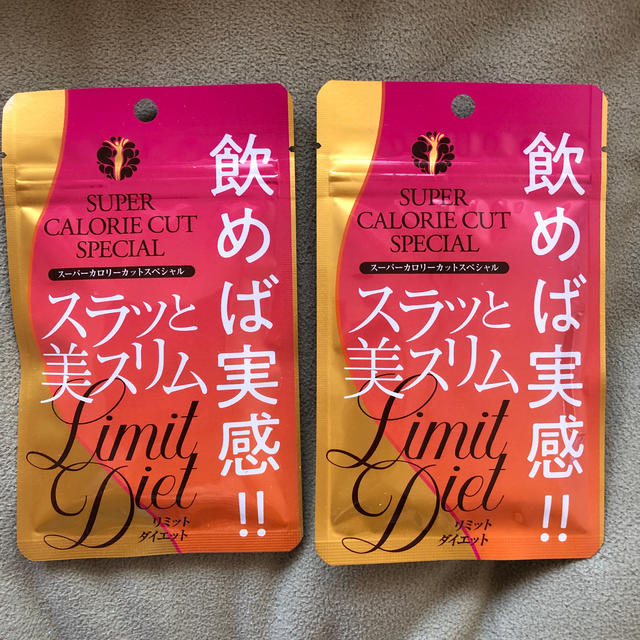 SUPER
CALORIE CUT
SPECIAL
スーパーカロリーカットスペシャル
飲めば実感!!
スラッと
美スリム
Limit
Diet
リミット
ダイエット
SUPER
CALORIE CUT
SPECIAL
スーパーカロリーカットスペシャル
飲めば実感!!
スラッと
美スリム
Limit
Diet
リミット
ダイエット